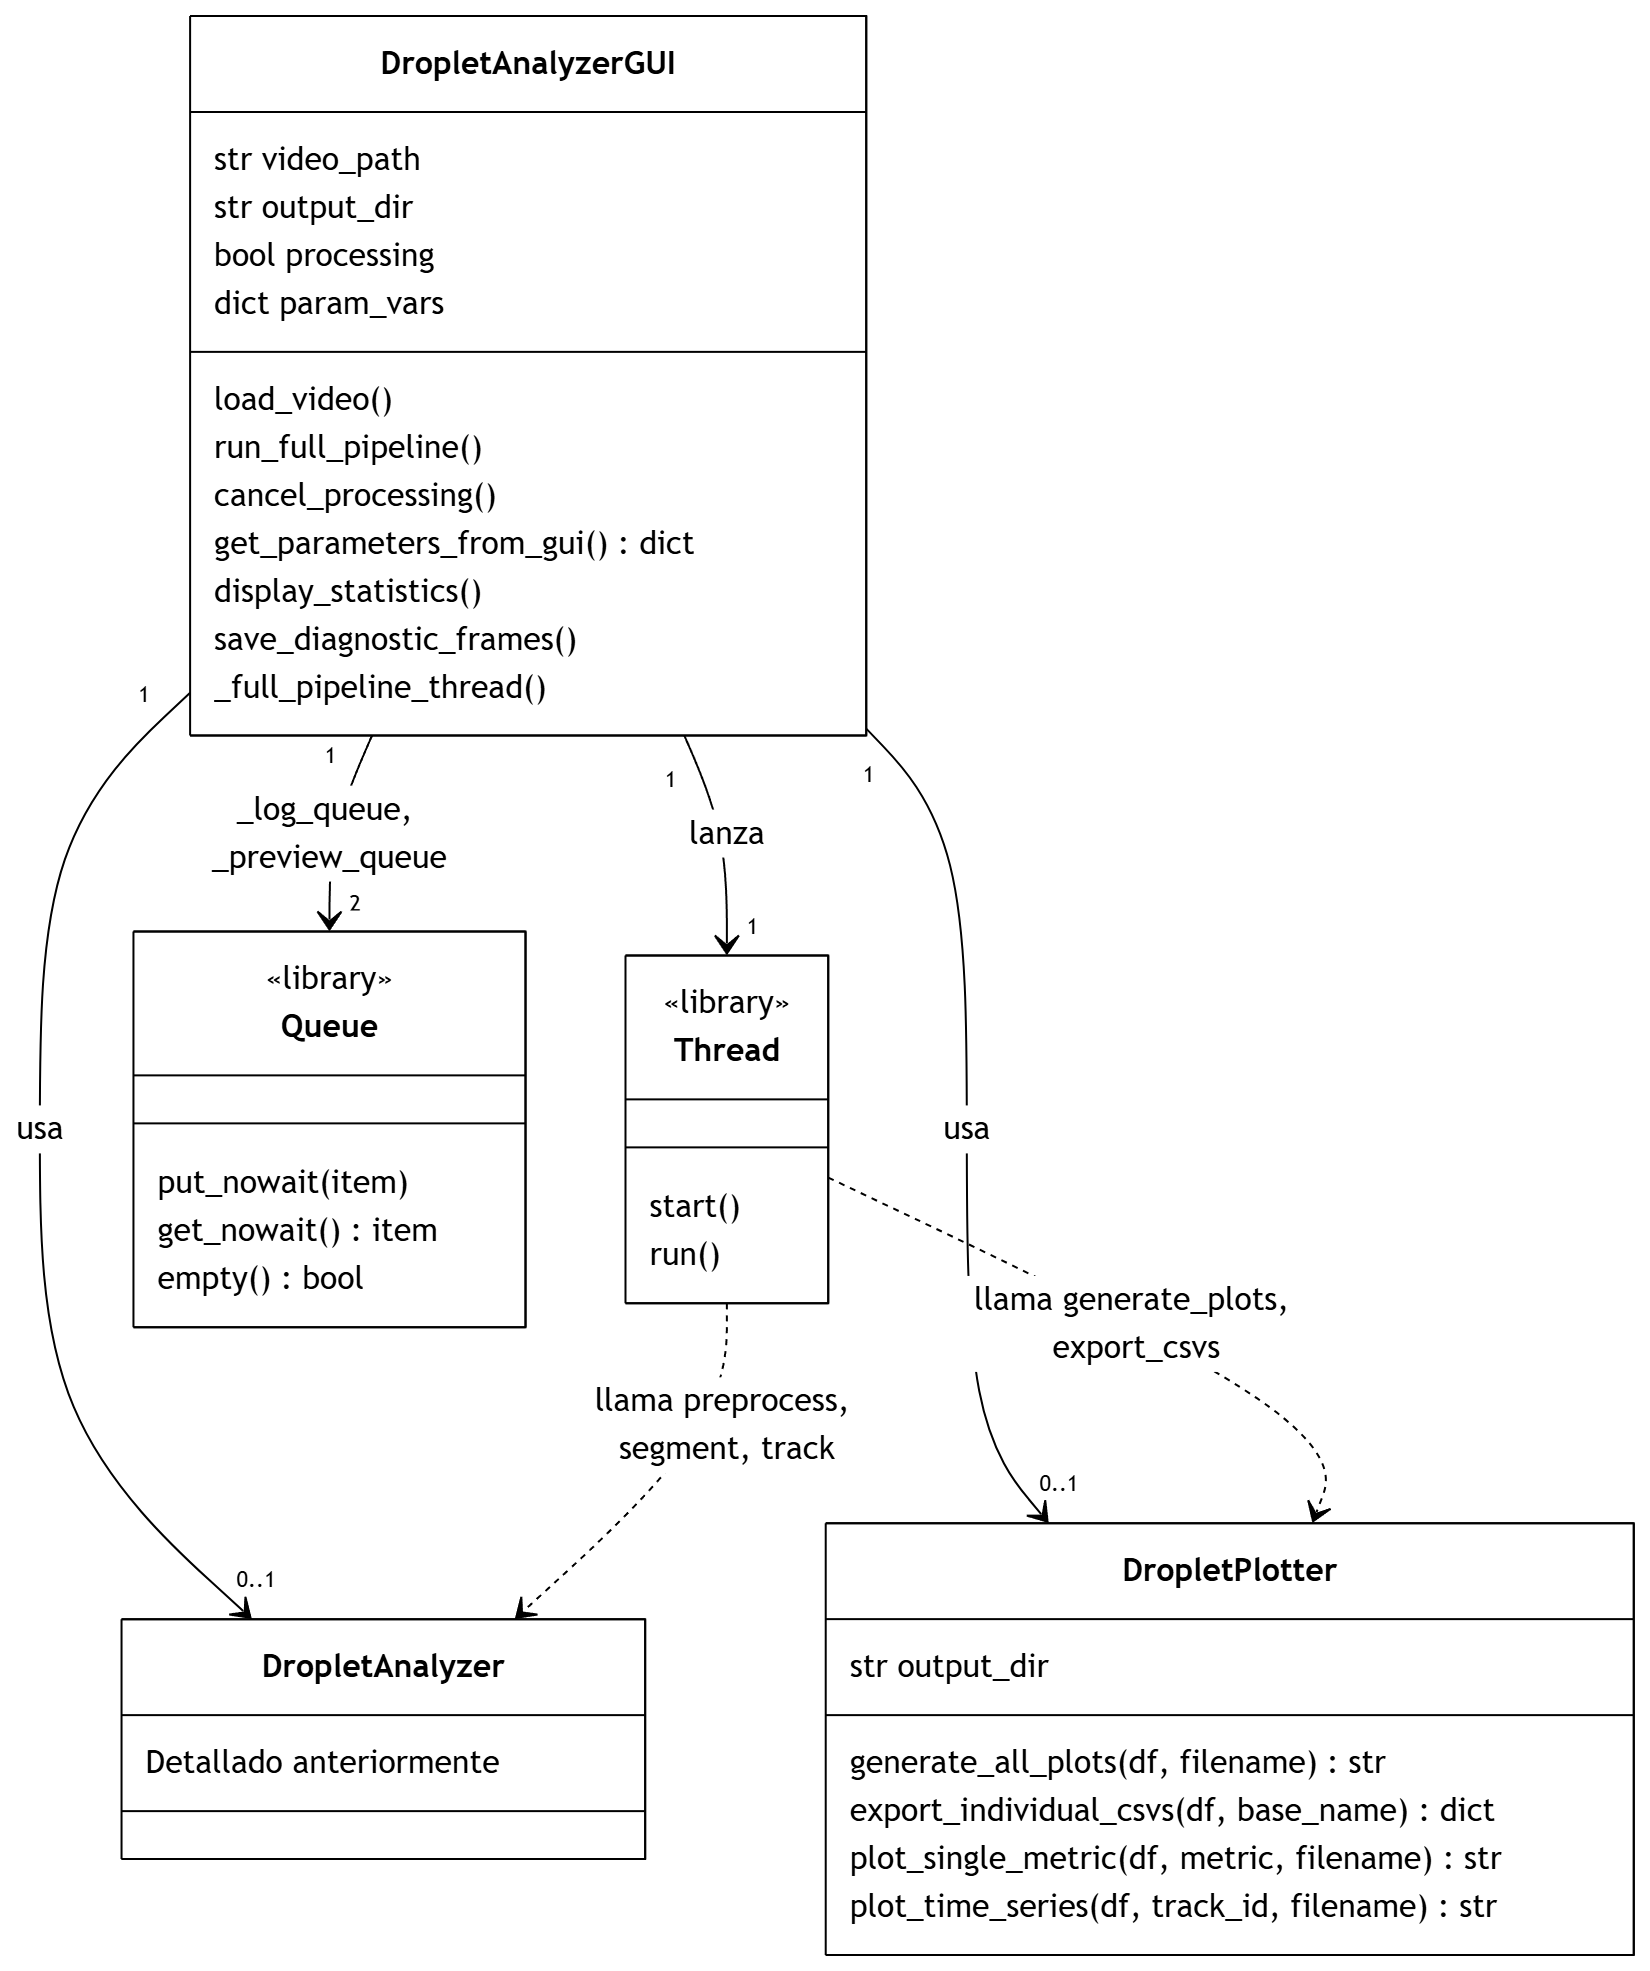 DropletAnalyzerGUI
str video_path
str output_dir
bool processing
dict param_vars
load_video()
run_full_pipeline()
cancel_processing()
get_parameters_from_gui() : dict
display_statistics()
save_diagnostic_frames()
_full_pipeline_thread()
1
1
1
1
_log_queue,
_preview_queue
lanza
2
1
«library»
Queue
put_nowait(item)
get_nowait() : item
empty() : bool
«library»
Thread
start()
run()
usa
usa
llama generate_plots,
export_csvs
llama preprocess,
segment, track
0..1
0..1
DropletAnalyzer
Detallado anteriormente
DropletPlotter
str output_dir
generate_all_plots(df, filename) : str
export_individual_csvs(df, base_name) : dict
plot_single_metric(df, metric, filename) : str
plot_time_series(df, track_id, filename) : str